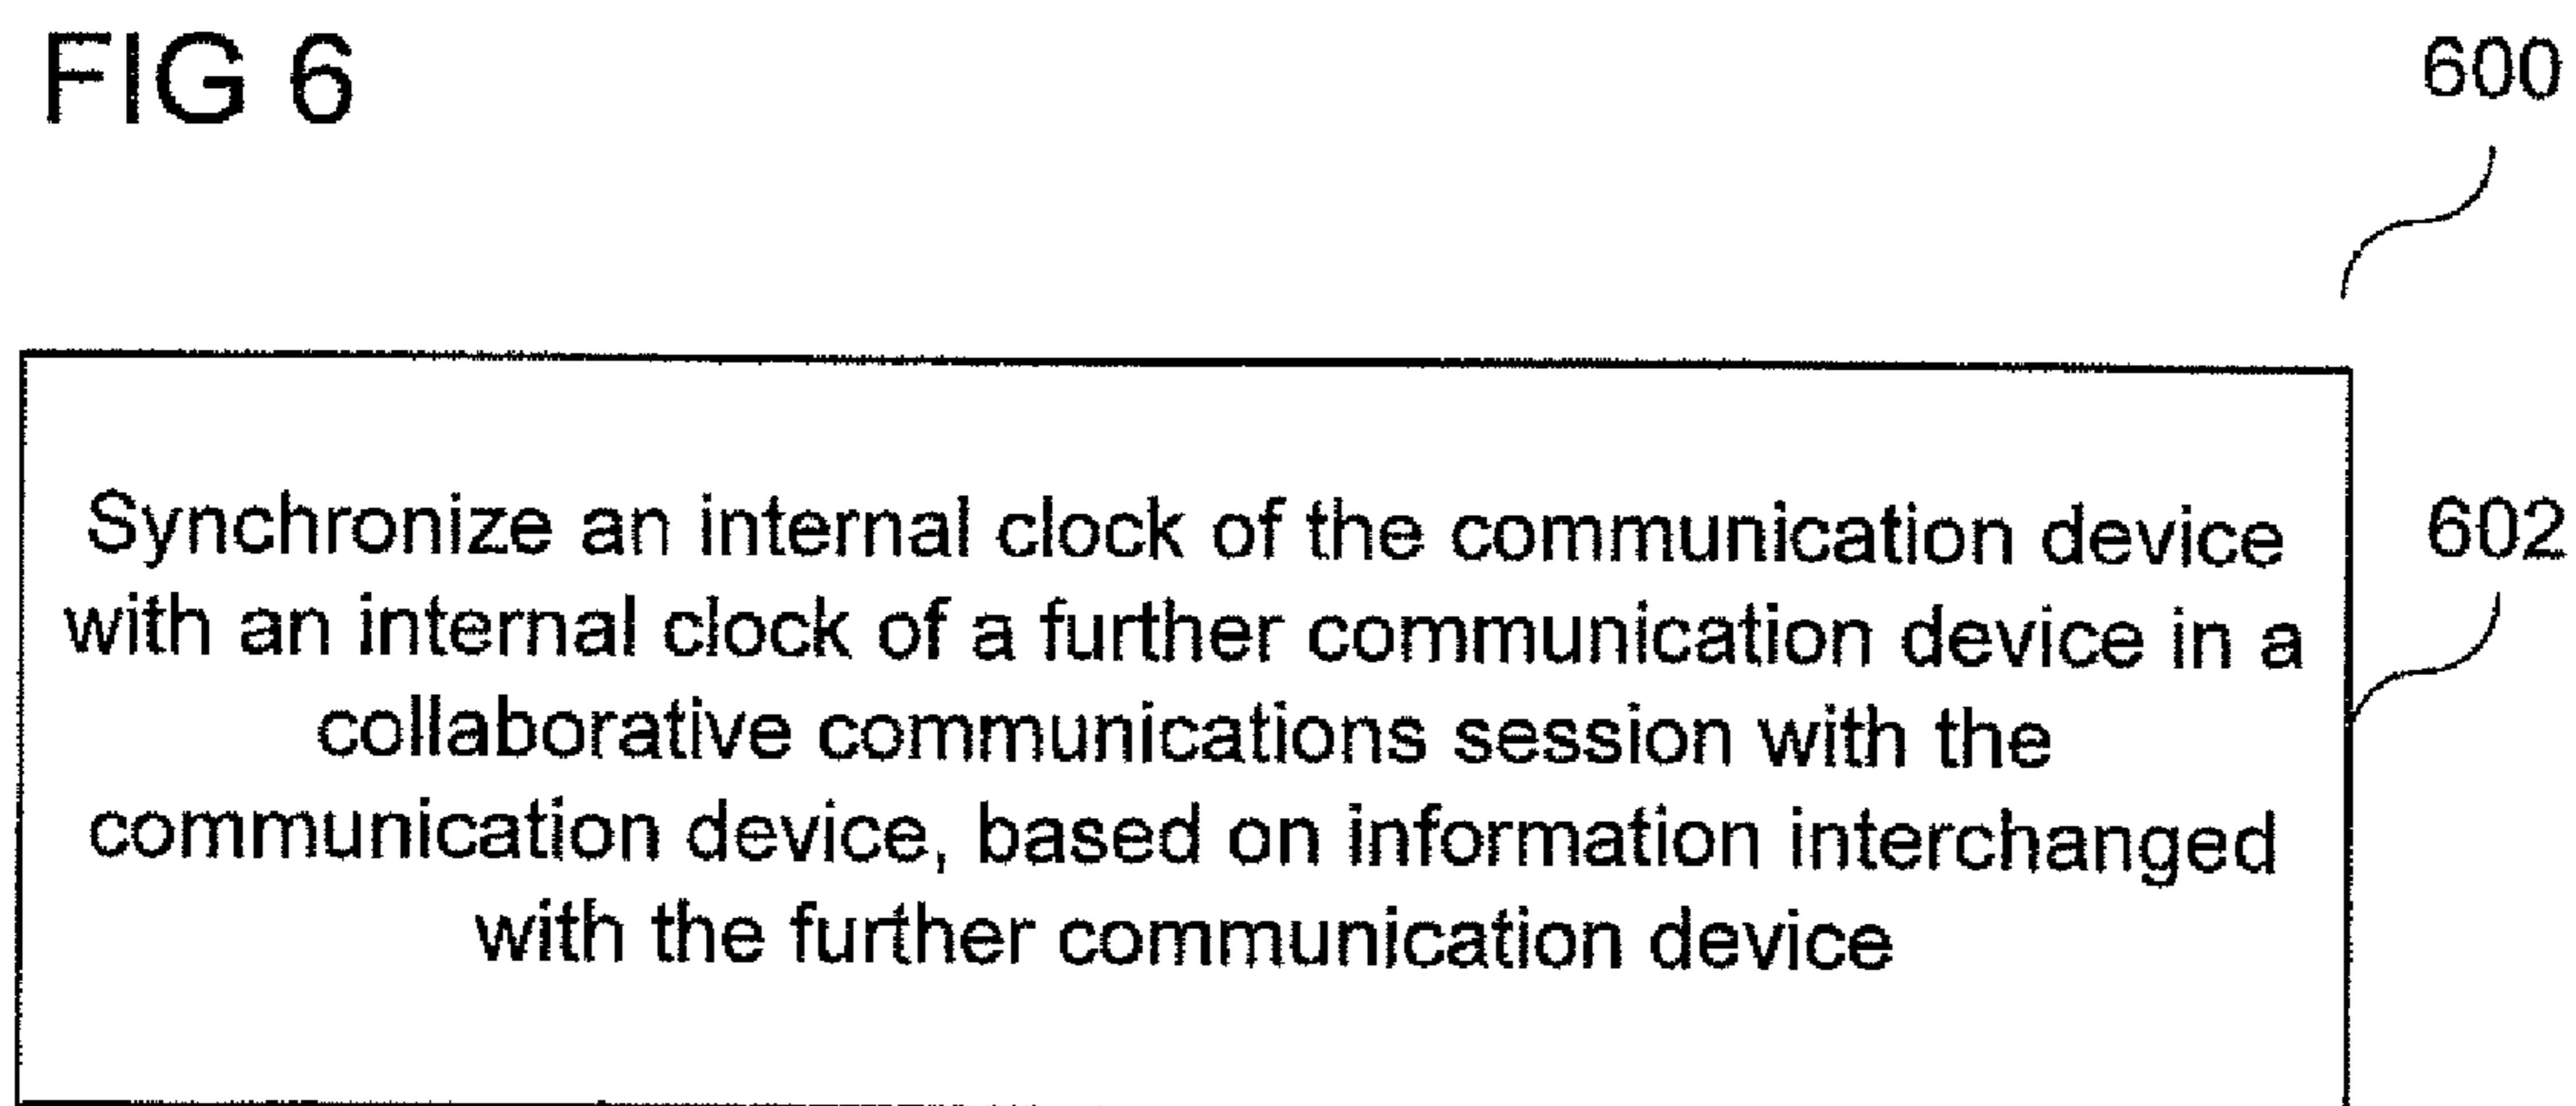 FIG 6
600
Synchronize an internal clock of the communication device
602
with an internal clock of a further communication device in a
collaborative communications session with the
communication device, based on information interchanged
with the further communication device